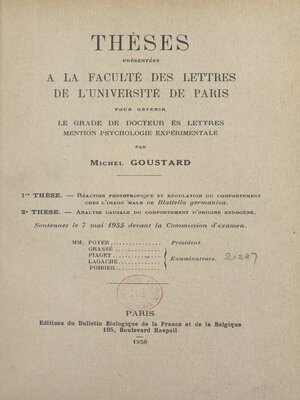 THÈSES
PRÉSENTÉES
A LA FACULTÉ DES LETTRES
DE L'UNIVERSITÉ DE PARIS
POUR OBTENIR
LE GRADE DE DOCTEUR ÈS LETTRES
MENTION PSYCHOLOGIE EXPÉRIMENTALE
PAR
MICHEL GOUSTARD
1re THÈSE. — RÉACTION PHOTOTROPIQUE ET RÉGULATION DU COMPORTEMENT
CHEZ L'IMAGO MALE DE Blattella germanica.
2e THÈSE. — ANALYSE CAUSALE DU COMPORTEMENT D'ORIGINE ENDOGÈNE.
Soutenues le 7 mai 1955 devant la Commission d'examen.
MM. POYER .............. Président.
GRASSÉ ..............
PIAGET ..............
LAGACHE ..............
POIRIER ..............
Examinateurs.
21227
PARIS
Editions du Bulletin Biologique de la France et de la Belgique
105, Boulevard Raspail
1958